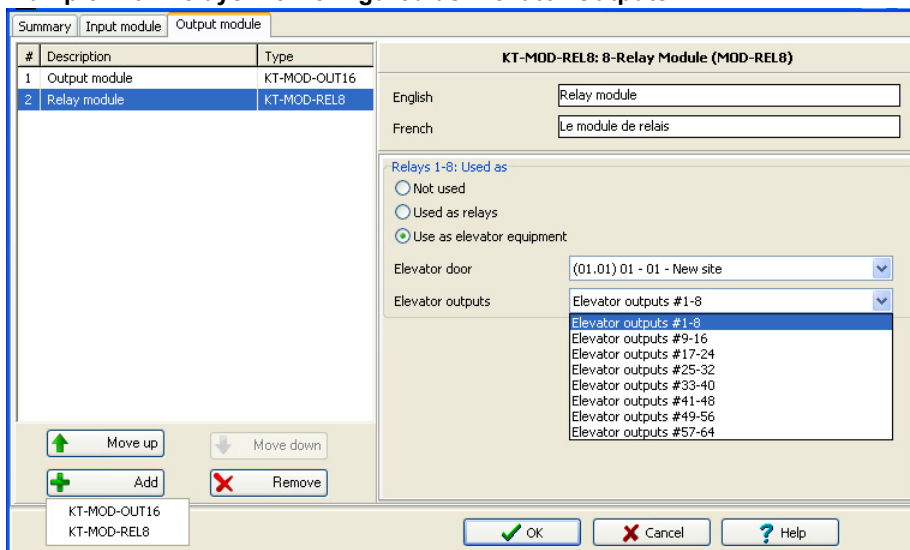 Summary Input module Output module
# Description Type
1 Output module KT-MOD-OUT16
2 Relay module KT-MOD-REL8
KT-MOD-REL8: 8-Relay Module (MOD-REL8)
English Relay module
French Le module de relais
Relays 1-8: Used as
Not used
Used as relays
Use as elevator equipment
Elevator door (01.01) 01 - 01 - New site
Elevator outputs Elevator outputs #1-8
Elevator outputs #1-8
Elevator outputs #9-16
Elevator outputs #17-24
Elevator outputs #25-32
Elevator outputs #33-40
Elevator outputs #41-48
Elevator outputs #49-56
Elevator outputs #57-64
Move up Move down
Add Remove
KT-MOD-OUT16
KT-MOD-REL8
OK Cancel Help